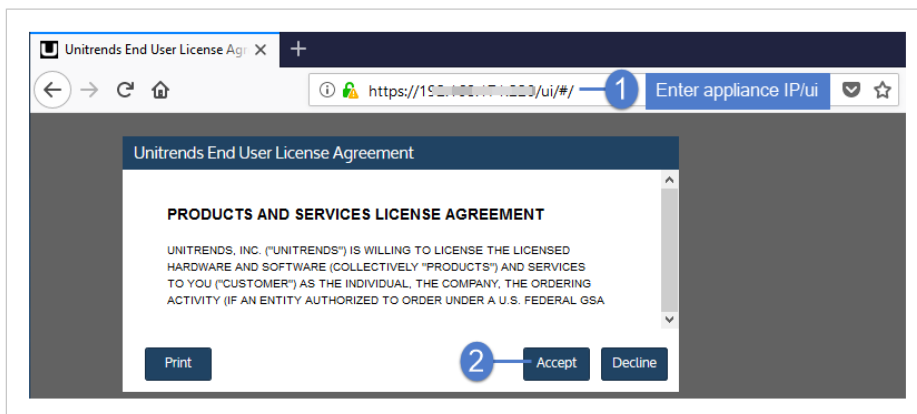 Unitrends End User License Agr
https://19 /ui/#/
1
Enter appliance IP/ui
Unitrends End User License Agreement
PRODUCTS AND SERVICES LICENSE AGREEMENT
UNITRENDS, INC. ("UNITRENDS") IS WILLING TO LICENSE THE LICENSED
HARDWARE AND SOFTWARE (COLLECTIVELY "PRODUCTS") AND SERVICES
TO YOU ("CUSTOMER") AS THE INDIVIDUAL, THE COMPANY, THE ORDERING
ACTIVITY (IF AN ENTITY AUTHORIZED TO ORDER UNDER A U.S. FEDERAL GSA
Print
2
Accept
Decline